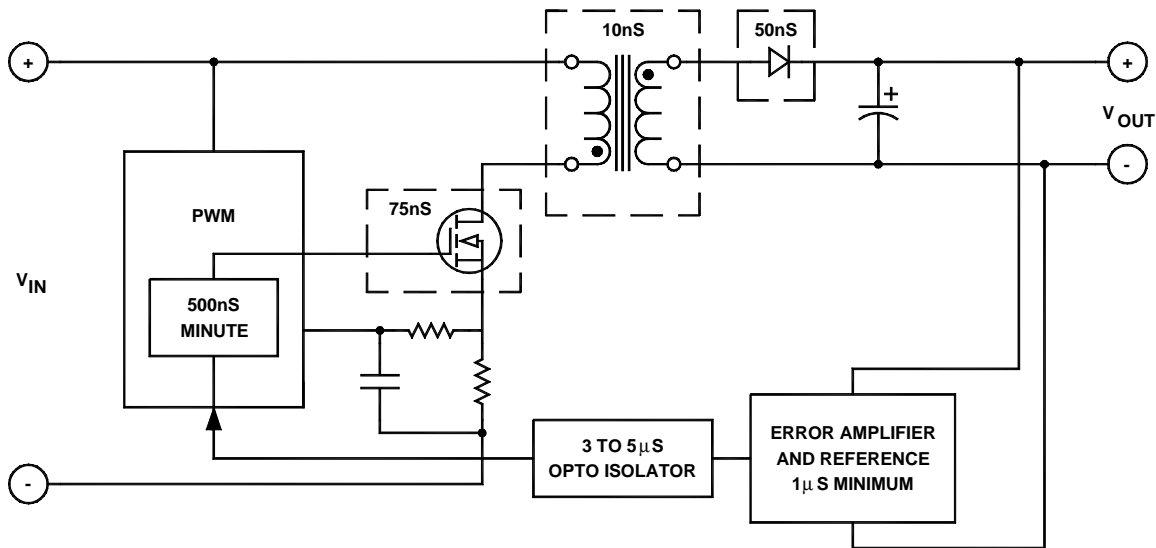 10nS
50nS
+
+
+
V OUT
-
75nS
PWM
V IN
500nS
MINUTE
3 TO 5μS
OPTO ISOLATOR
ERROR AMPLIFIER
AND REFERENCE
1μS MINIMUM
-